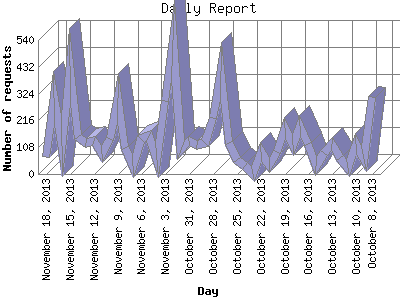 Daily Report
Number of requests
540
432
324
216
108
0
November 18, 2013
November 15, 2013
November 12, 2013
November 9, 2013
November 6, 2013
November 3, 2013
October 31, 2013
October 28, 2013
October 25, 2013
October 22, 2013
October 19, 2013
October 16, 2013
October 13, 2013
October 10, 2013
October 8, 2013
Day